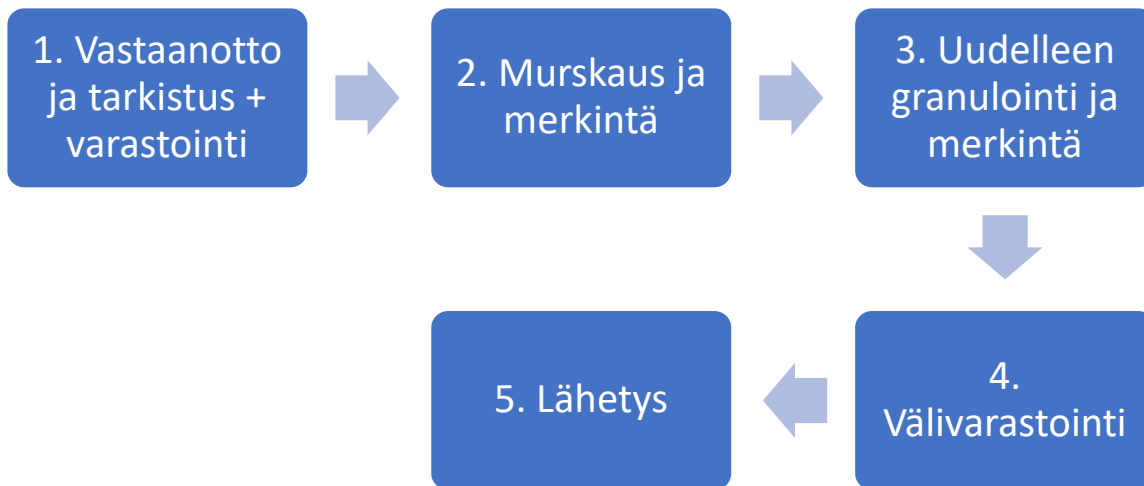 1. Vastaanotto
ja tarkistus +
varastointi
2. Murskaus ja
merkintä
3. Uudelleen
granulointi ja
merkintä
4.
Välivarastointi
5. Lähetys